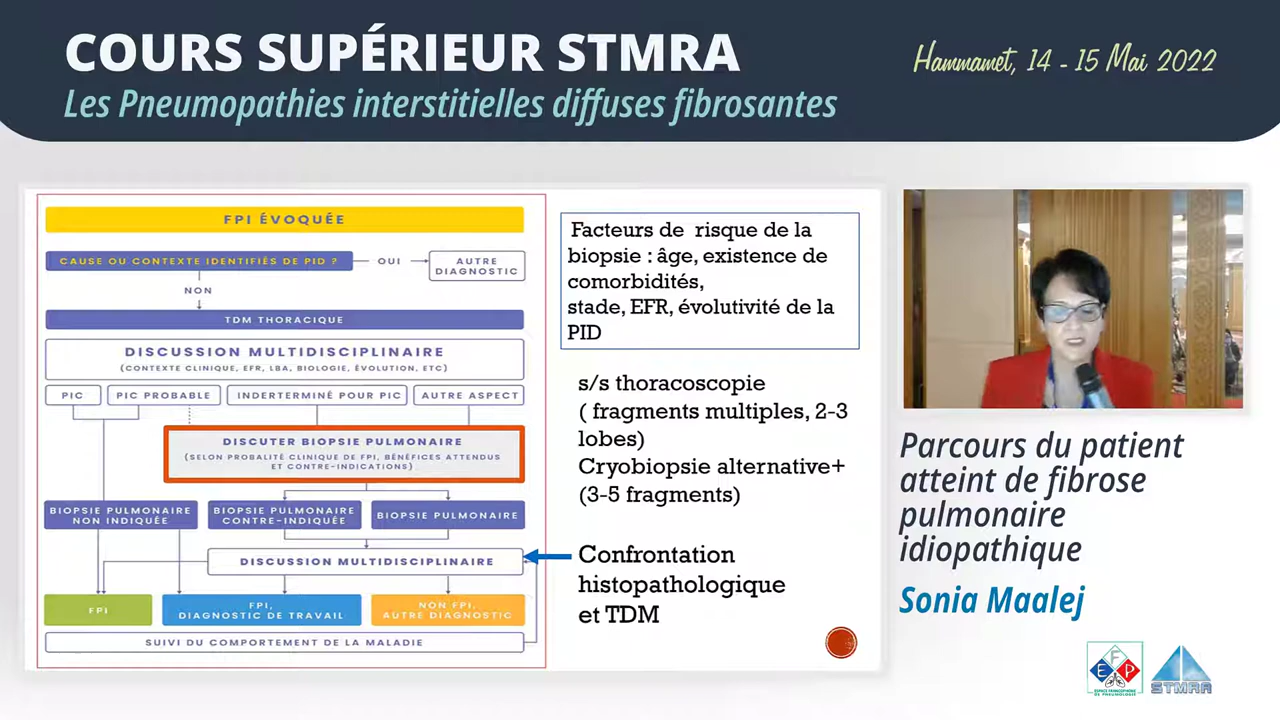 COURS SUPÉRIEUR STMRA
Hammamet, 14 - 15 Mai 2022
Les Pneumopathies interstitielles diffuses fibrosantes
FPI ÉVOQUÉE
CAUSE OU CONTEXTE IDENTIFIÉS DE PID ?
OUI
AUTRE
DIAGNOSTIC
NON
TDM THORACIQUE
DISCUSSION MULTIDISCIPLINAIRE
(CONTEXTE CLINIQUE, EFR, LBA, BIOLOGIE, ÉVOLUTION, ETC)
PIC
PIC PROBABLE
INDERTERMINÉ POUR PIC
AUTRE ASPECT
DISCUTER BIOPSIE PULMONAIRE
(SELON PROBALITÉ CLINIQUE DE FPI, BÉNÉFICES ATTENDUS
ET CONTRE-INDICATIONS)
BIOPSIE PULMONAIRE
NON INDIQUÉE
BIOPSIE PULMONAIRE
CONTRE-INDIQUÉE
BIOPSIE PULMONAIRE
DISCUSSION MULTIDISCIPLINAIRE
FPI
FPI,
DIAGNOSTIC DE TRAVAIL
NON FPI,
AUTRE DIAGNOSTIC
SUIVI DU COMPORTEMENT DE LA MALADIE
Facteurs de risque de la
biopsie : âge, existence de
comorbidités,
stade, EFR, évolutivité de la
PID
s/s thoracoscopie
( fragments multiples, 2-3
lobes)
Cryobiopsie alternative+
(3-5 fragments)
Confrontation
histopathologique
et TDM
Parcours du patient
atteint de fibrose
pulmonaire
idiopathique
Sonia Maalej
EFP
ESPACE FRANCOPHONE
DE PNEUMOLOGIE
STMRA